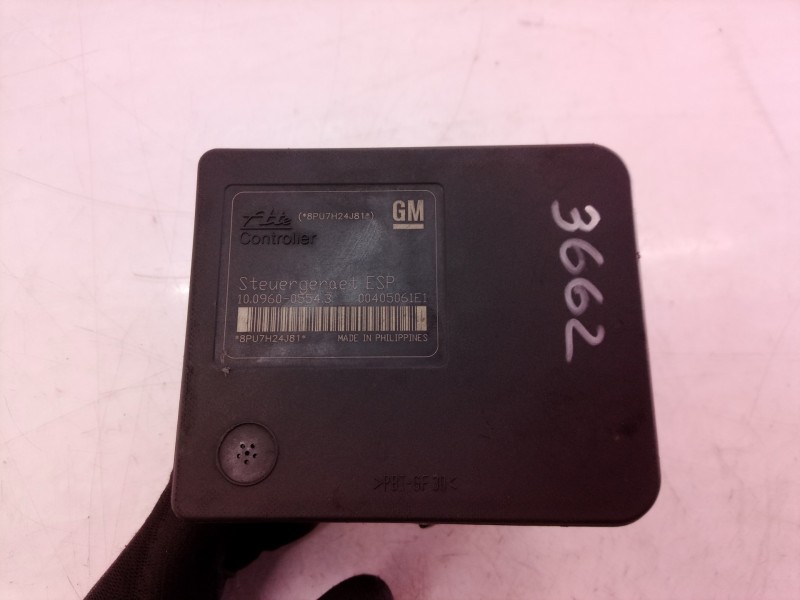 Ate (*8PU7H24J81*) GM
Controller
Steuergeraet ESP
10.0960-0554.3 00405061E1
*8PU7H24J81* MADE IN PHILIPPINES
3662
>PBT-GF30<